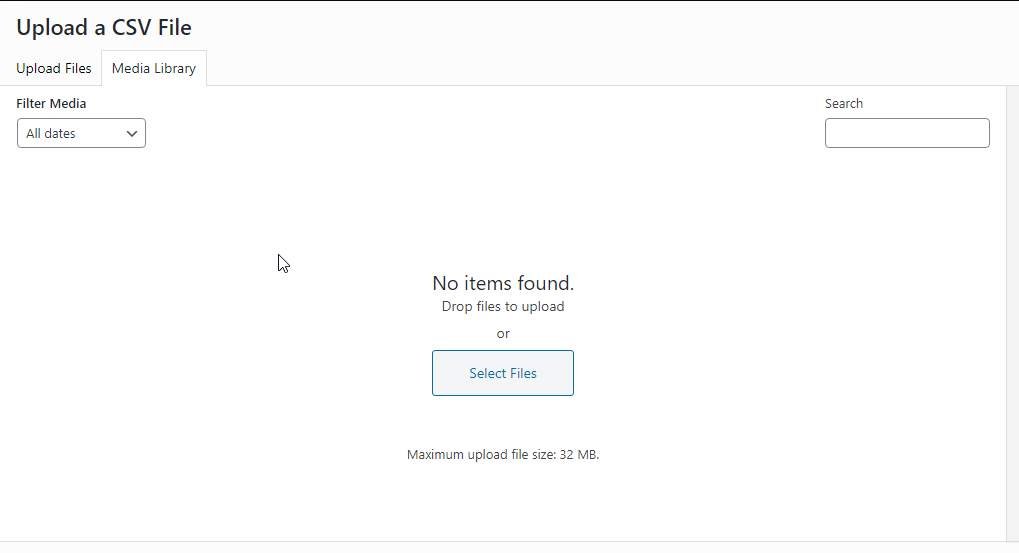 Upload a CSV File
Upload Files
Media Library
Filter Media
Search
All dates
No items found.
Drop files to upload
or
Select Files
Maximum upload file size: 32 MB.